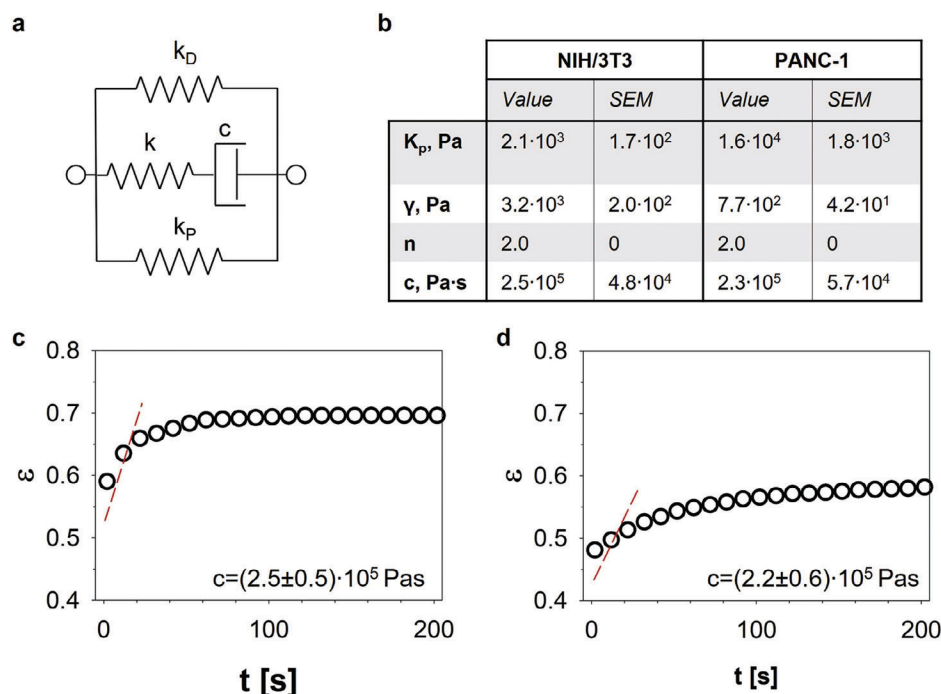 a
k_D
k
c
k_P
b
NIH/3T3 PANC-1
Value SEM Value SEM
K_p, Pa 2.1·10³ 1.7·10² 1.6·10⁴ 1.8·10³
γ, Pa 3.2·10³ 2.0·10² 7.7·10² 4.2·10¹
n 2.0 0 2.0 0
c, Pa·s 2.5·10⁵ 4.8·10⁴ 2.3·10⁵ 5.7·10⁴
c
0.8
0.7
0.6
0.5
0.4
ε
c=(2.5±0.5)·10⁵ Pas
0 100 200
t [s]
d
0.8
0.7
0.6
0.5
0.4
ε
c=(2.2±0.6)·10⁵ Pas
0 100 200
t [s]